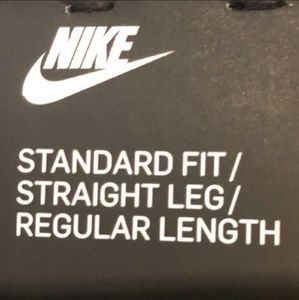 NIKE
STANDARD FIT/
STRAIGHT LEG/
REGULAR LENGTH